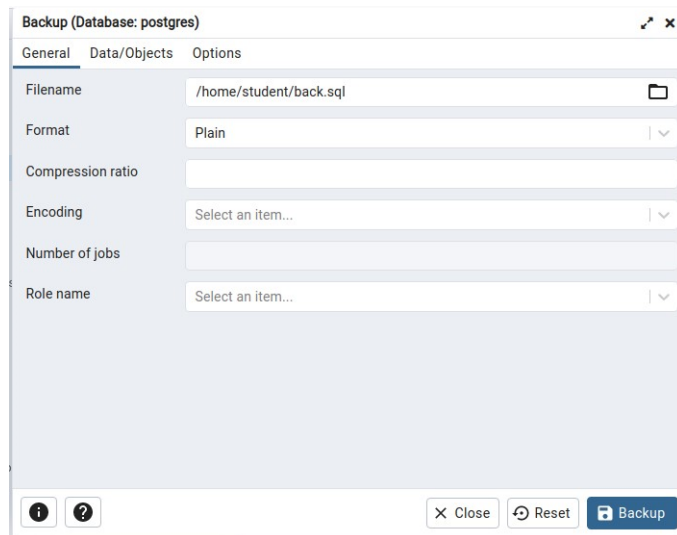 Backup (Database: postgres)
General Data/Objects Options
Filename /home/student/back.sql
Format Plain
Compression ratio
Encoding Select an item...
Number of jobs
Role name Select an item...
Close Reset Backup